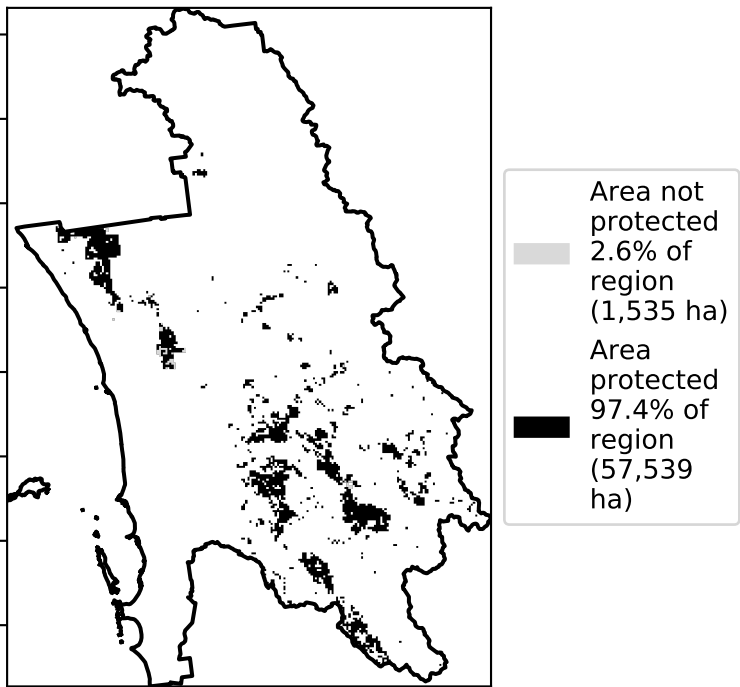 Area not
protected
2.6% of
region
(1,535 ha)
Area
protected
97.4% of
region
(57,539
ha)